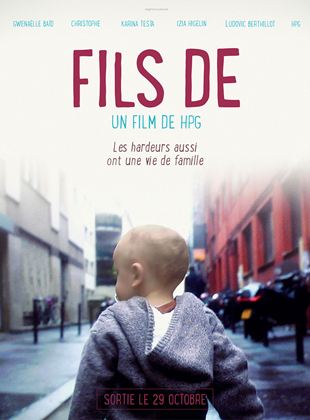 GWENAËLLE BAÏD CHRISTOPHE KARINA TESTA IZIA HIGELIN LUDOVIC BERTHILLOT HPG
FILS DE
UN FILM DE HPG
Les hardeurs aussi
ont une vie de famille
SORTIE LE 29 OCTOBRE